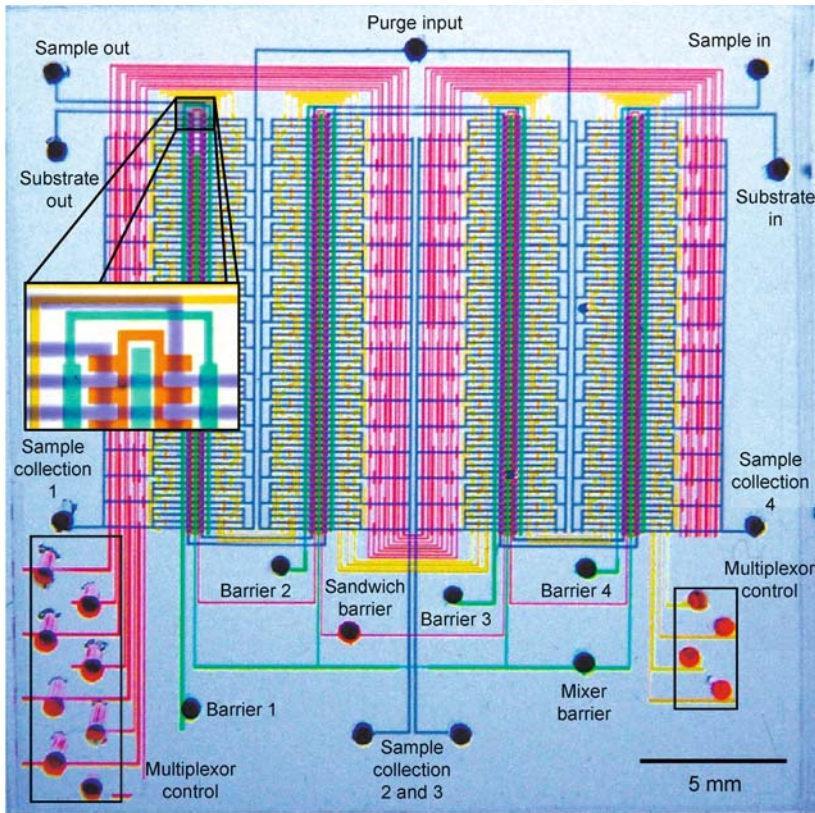 Purge input
Sample out
Sample in
Substrate
out
Substrate
in
Sample
collection
1
Sample
collection
4
Barrier 2
Sandwich
barrier
Barrier 3
Barrier 4
Multiplexor
control
Barrier 1
Mixer
barrier
Multiplexor
control
Sample
collection
2 and 3
5 mm